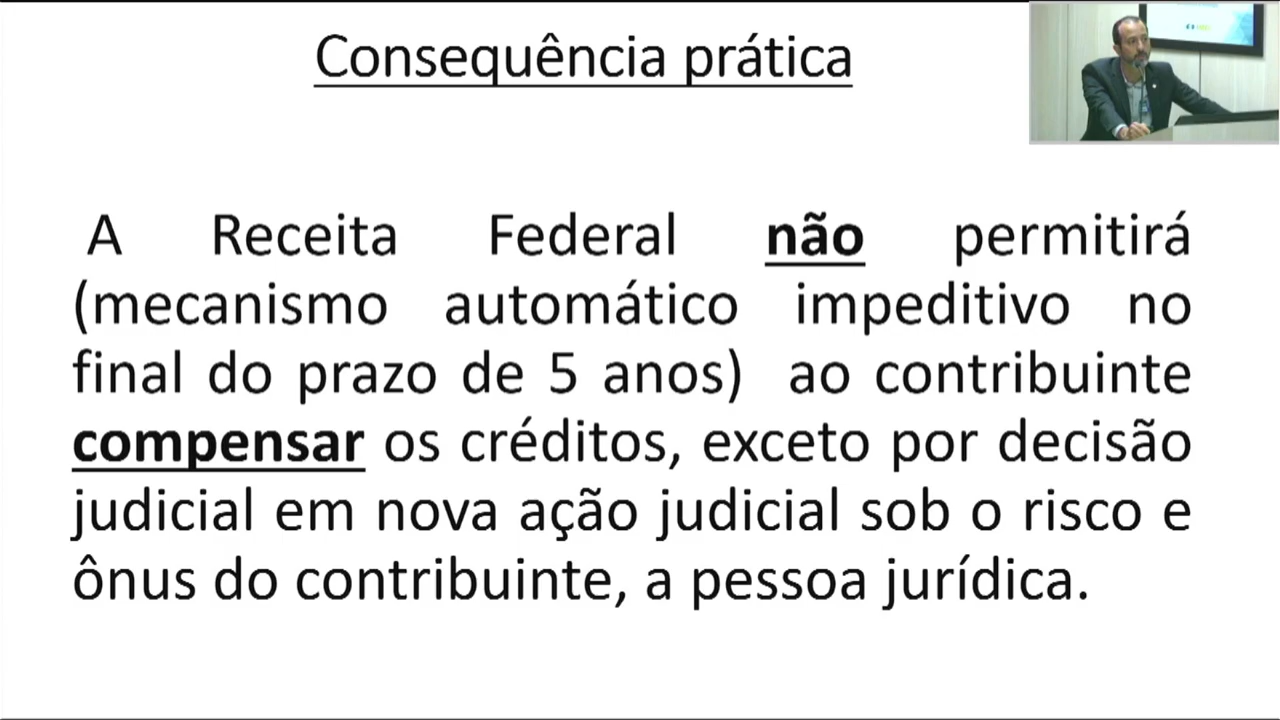 Consequência prática
A Receita Federal não permitirá
(mecanismo automático impeditivo no
final do prazo de 5 anos) ao contribuinte
compensar os créditos, exceto por decisão
judicial em nova ação judicial sob o risco e
ônus do contribuinte, a pessoa jurídica.